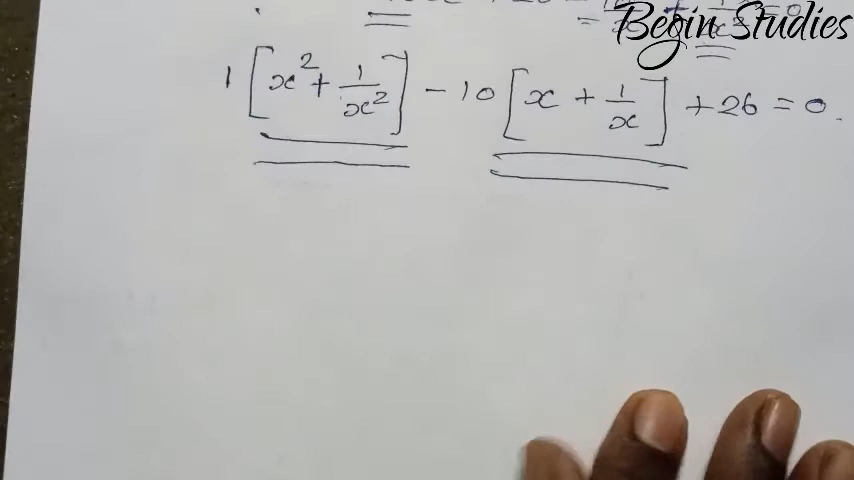 Begin Studies
1 [x² + 1/x²] - 10 [x + 1/x] + 26 = 0.